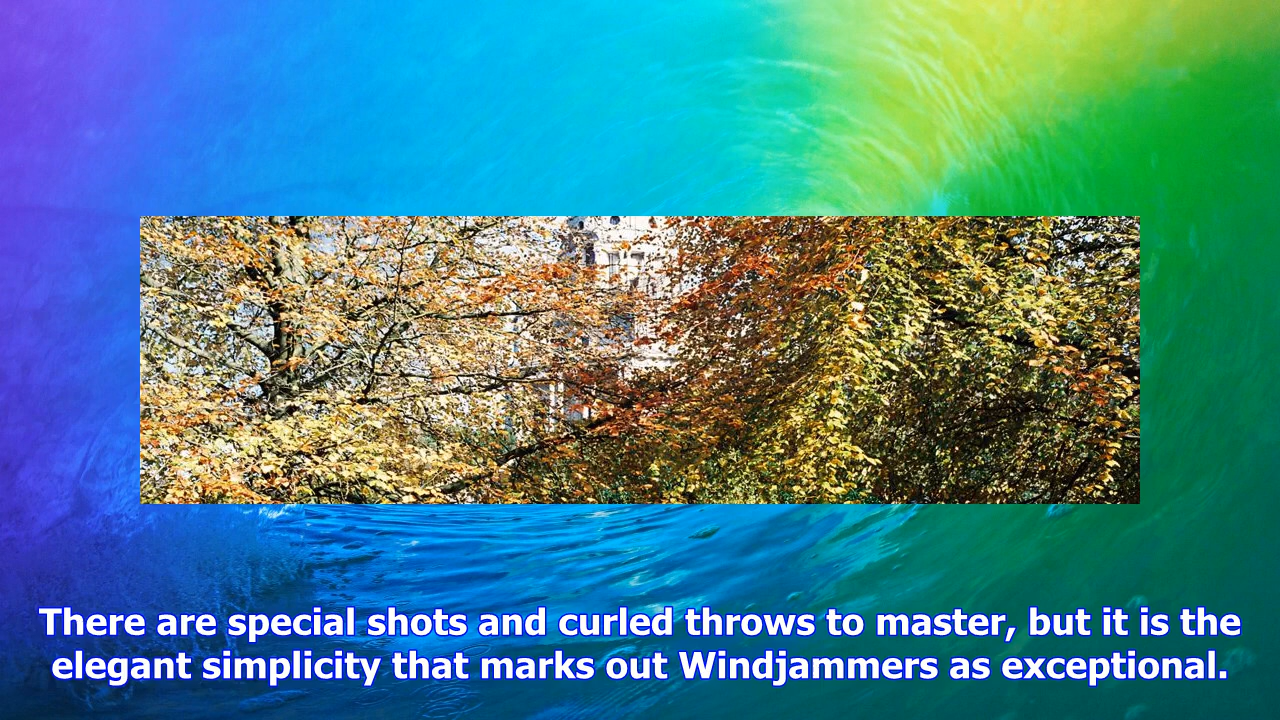 There are special shots and curled throws to master, but it is the
elegant simplicity that marks out Windjammers as exceptional.